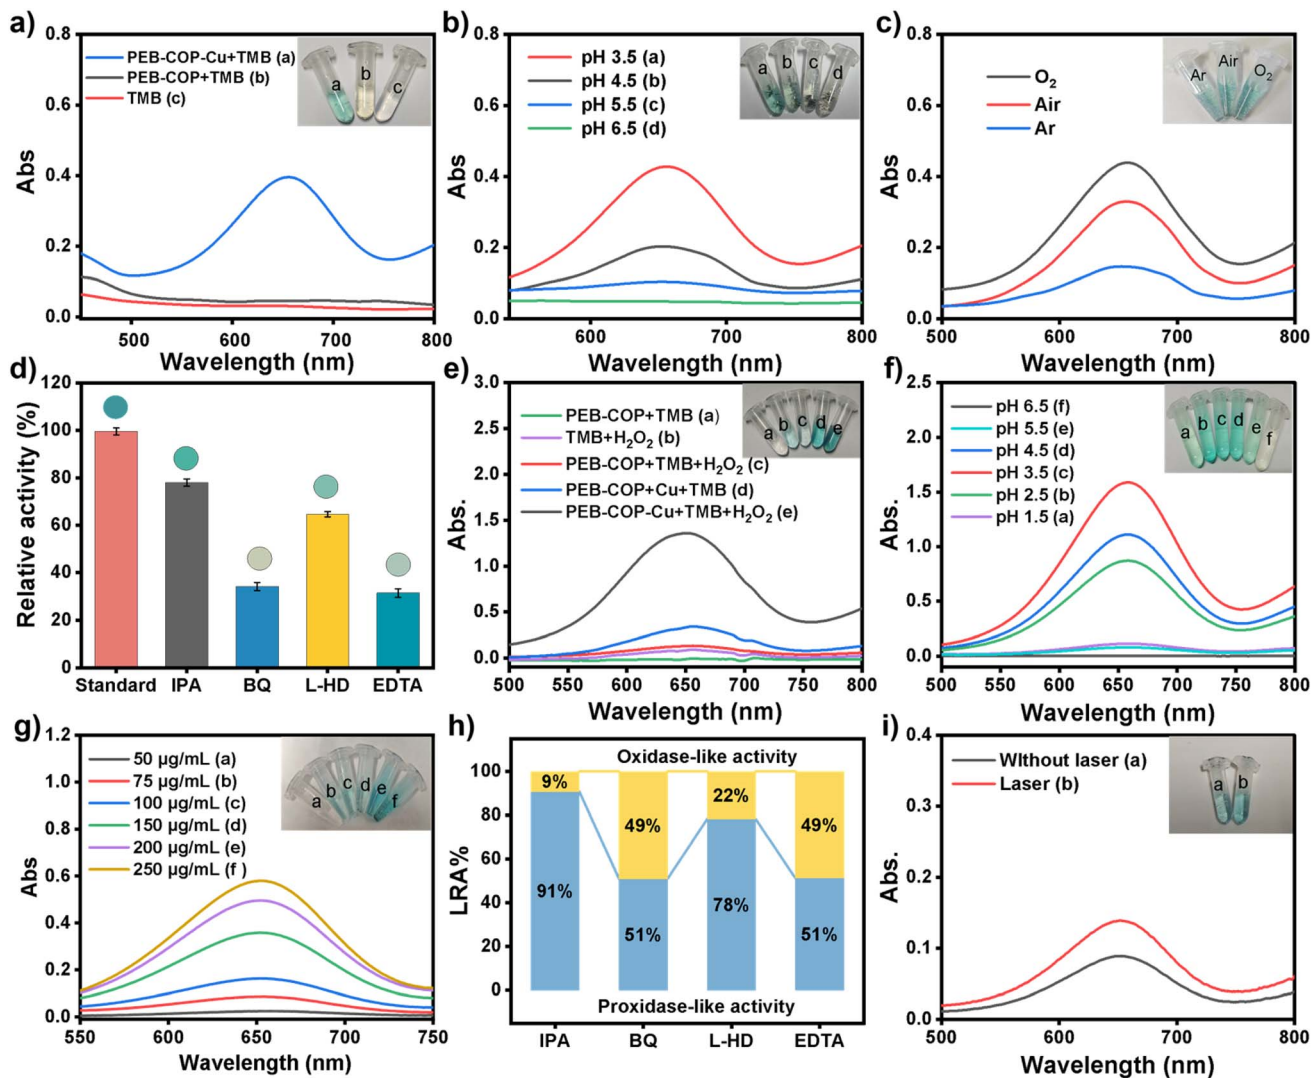 a)
0.8
0.6
0.4
0.2
0.0
Abs
PEB-COP-Cu+TMB (a)
PEB-COP+TMB (b)
TMB (c)
a
b
c
500 600 700 800
Wavelength (nm)
b)
0.8
0.6
0.4
0.2
0.0
Abs
pH 3.5 (a)
pH 4.5 (b)
pH 5.5 (c)
pH 6.5 (d)
a
b
c
d
600 700 800
Wavelength (nm)
c)
0.8
0.6
0.4
0.2
0.0
Abs
O₂
Air
Ar
Ar
Air
O₂
500 600 700 800
Wavelength (nm)
d)
120
100
80
60
40
20
0
Relative activity (%)
Standard IPA BQ L-HD EDTA
e)
3.0
2.5
2.0
1.5
1.0
0.5
0.0
Abs.
PEB-COP+TMB (a)
TMB+H₂O₂ (b)
PEB-COP+TMB+H₂O₂ (c)
PEB-COP+Cu+TMB (d)
PEB-COP-Cu+TMB+H₂O₂ (e)
a
b
c
d
e
500 550 600 650 700 750 800
Wavelength (nm)
f)
2.5
2.0
1.5
1.0
0.5
0.0
Abs.
pH 6.5 (f)
pH 5.5 (e)
pH 4.5 (d)
pH 3.5 (c)
pH 2.5 (b)
pH 1.5 (a)
a
b
c
d
e
f
500 550 600 650 700 750 800
Wavelength (nm)
g)
1.2
1.0
0.8
0.6
0.4
0.2
0.0
Abs
50 µg/mL (a)
75 µg/mL (b)
100 µg/mL (c)
150 µg/mL (d)
200 µg/mL (e)
250 µg/mL (f )
a
b
c
d
e
f
550 600 650 700 750
Wavelength (nm)
h)
100
80
60
40
20
0
LRA%
Oxidase-like activity
9%
49%
22%
49%
91%
51%
78%
51%
Proxidase-like activity
IPA BQ L-HD EDTA
i)
0.4
0.3
0.2
0.1
0.0
Abs.
WIthout laser (a)
Laser (b)
a
b
500 600 700 800
Wavelength (nm)